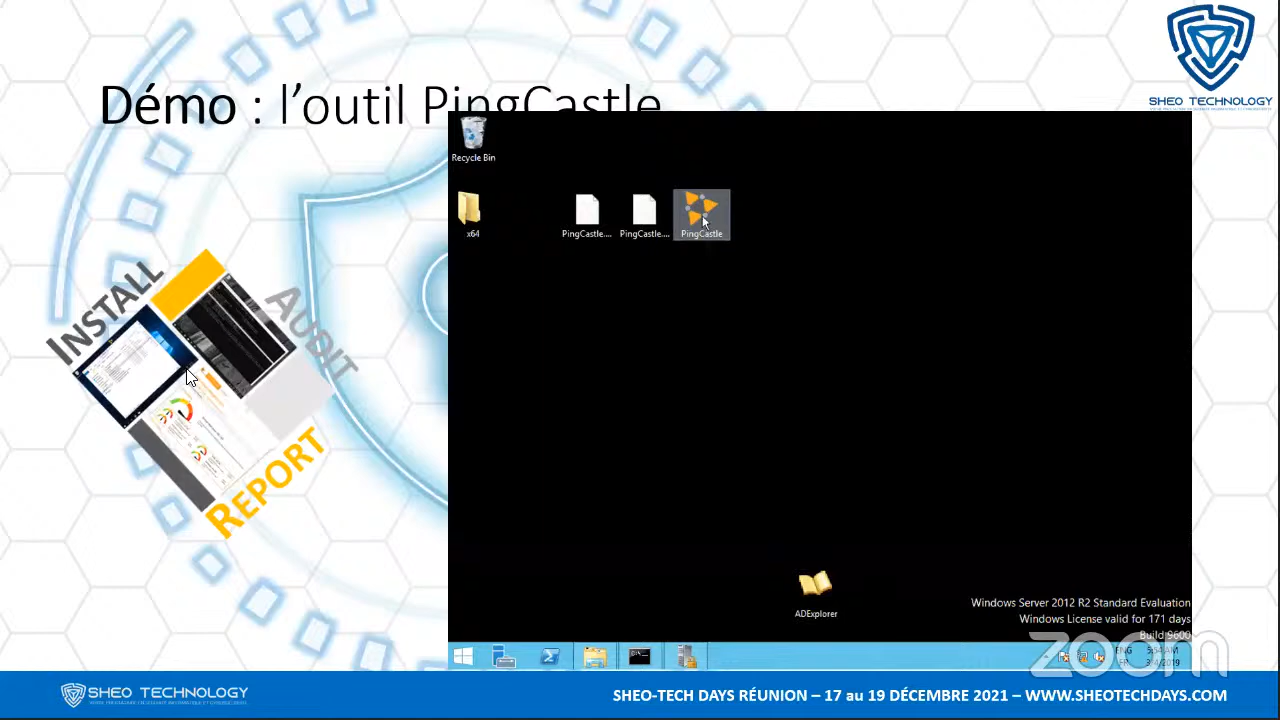 SHEO TECHNOLOGY
Démo : l'outil PingCastle
Recycle Bin
x64
PingCastle....
PingCastle....
PingCastle
INSTALL
AUDIT
REPORT
ADExplorer
Windows Server 2012 R2 Standard Evaluation
Windows License valid for 171 days
Build 9600
zoom
ENG
FR
SHEO TECHNOLOGY
SHEO-TECH DAYS RÉUNION – 17 au 19 DÉCEMBRE 2021 – WWW.SHEOTECHDAYS.COM